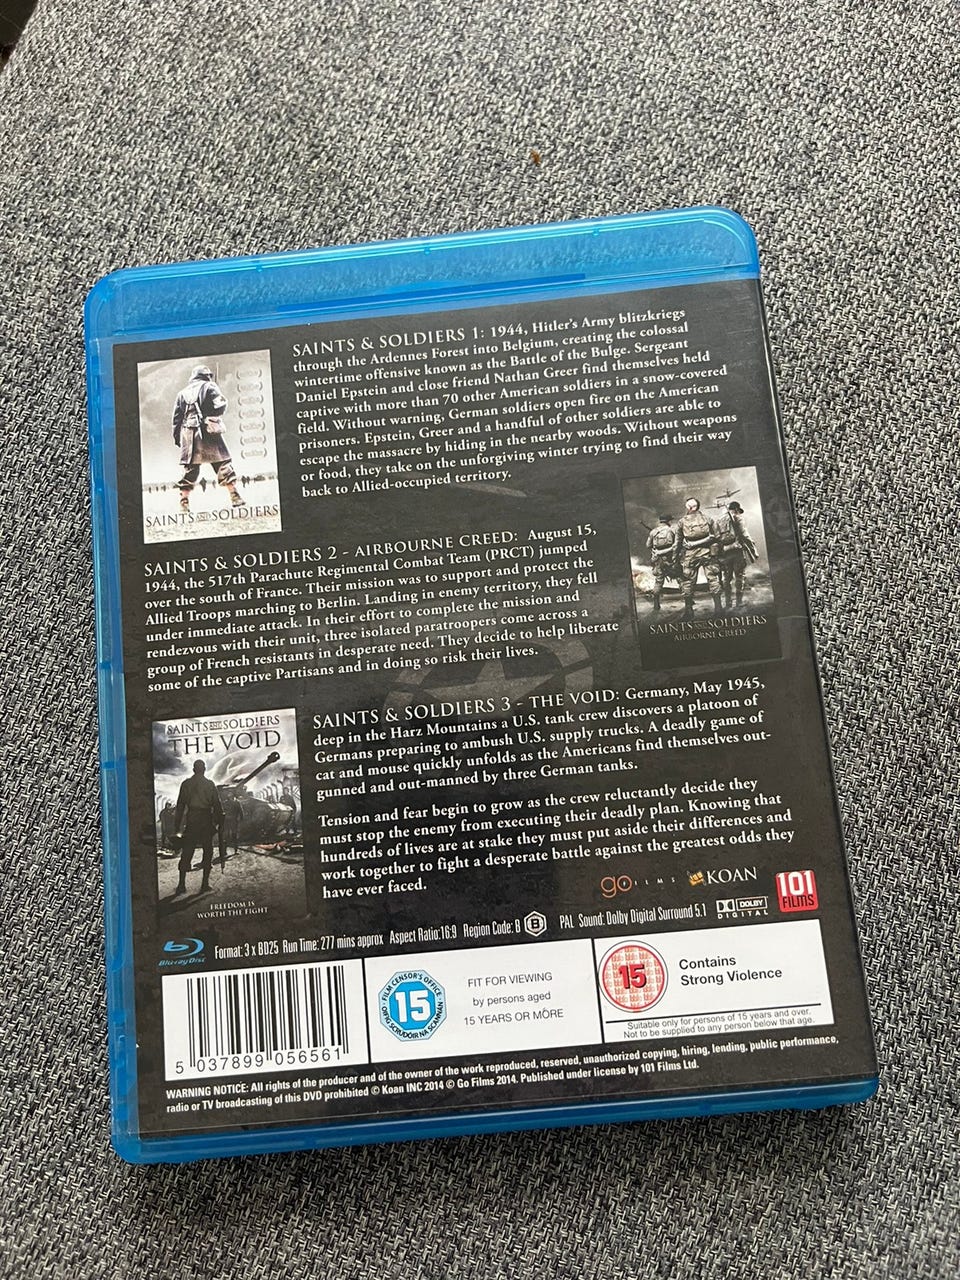 SAINTS & SOLDIERS 1: 1944, Hitler's Army blitzkriegs
through the Ardennes Forest into Belgium, creating the colossal
wintertime offensive known as the Battle of the Bulge. Sergeant
Daniel Epstein and close friend Nathan Greer find themselves held
captive with more than 70 other American soldiers in a snow-covered
field. Without warning, German soldiers open fire on the American
prisoners. Epstein, Greer and a handful of other soldiers are able to
escape the massacre by hiding in the nearby woods. Without weapons
or food, they take on the unforgiving winter trying to find their way
back to Allied-occupied territory.
SAINTS AND SOLDIERS
SAINTS & SOLDIERS 2 - AIRBOURNE CREED: August 15,
1944, the 517th Parachute Regimental Combat Team (PRCT) jumped
over the south of France. Their mission was to support and protect the
Allied Troops marching to Berlin. Landing in enemy territory, they fell
under immediate attack. In their effort to complete the mission and
rendezvous with their unit, three isolated paratroopers come across a
group of French resistants in desperate need. They decide to help liberate
some of the captive Partisans and in doing so risk their lives.
SAINTS AND SOLDIERS
AIRBORNE CREED
SAINTS AND SOLDIERS
THE VOID
FREEDOM IS
WORTH THE FIGHT
SAINTS & SOLDIERS 3 - THE VOID: Germany, May 1945,
deep in the Harz Mountains a U.S. tank crew discovers a platoon of
Germans preparing to ambush U.S. supply trucks. A deadly game of
cat and mouse quickly unfolds as the Americans find themselves out-
gunned and out-manned by three German tanks.
Tension and fear begin to grow as the crew reluctantly decide they
must stop the enemy from executing their deadly plan. Knowing that
hundreds of lives are at stake they must put aside their differences and
work together to fight a desperate battle against the greatest odds they
have ever faced.
go FILMS
KOAN
101
FILMS
Blu-ray Disc
Format: 3 x BD25 Run Time: 277 mins approx Aspect Ratio:16:9 Region Code: B B PAL Sound: Dolby Digital Surround 5.1
DOLBY
DIGITAL
5 037899 056561
FILM CENSOR'S OFFICE
15
OIFIG SCRÚDÓIR NA SCANNÁN
FIT FOR VIEWING
by persons aged
15 YEARS OR MÔRE
15
Contains
Strong Violence
Suitable only for persons of 15 years and over.
Not to be supplied to any person below that age.
WARNING NOTICE: All rights of the producer and of the owner of the work reproduced, reserved, unauthorized copying, hiring, lending, public performance,
radio or TV broadcasting of this DVD prohibited © Koan INC 2014 © Go Films 2014. Published under license by 101 Films Ltd.